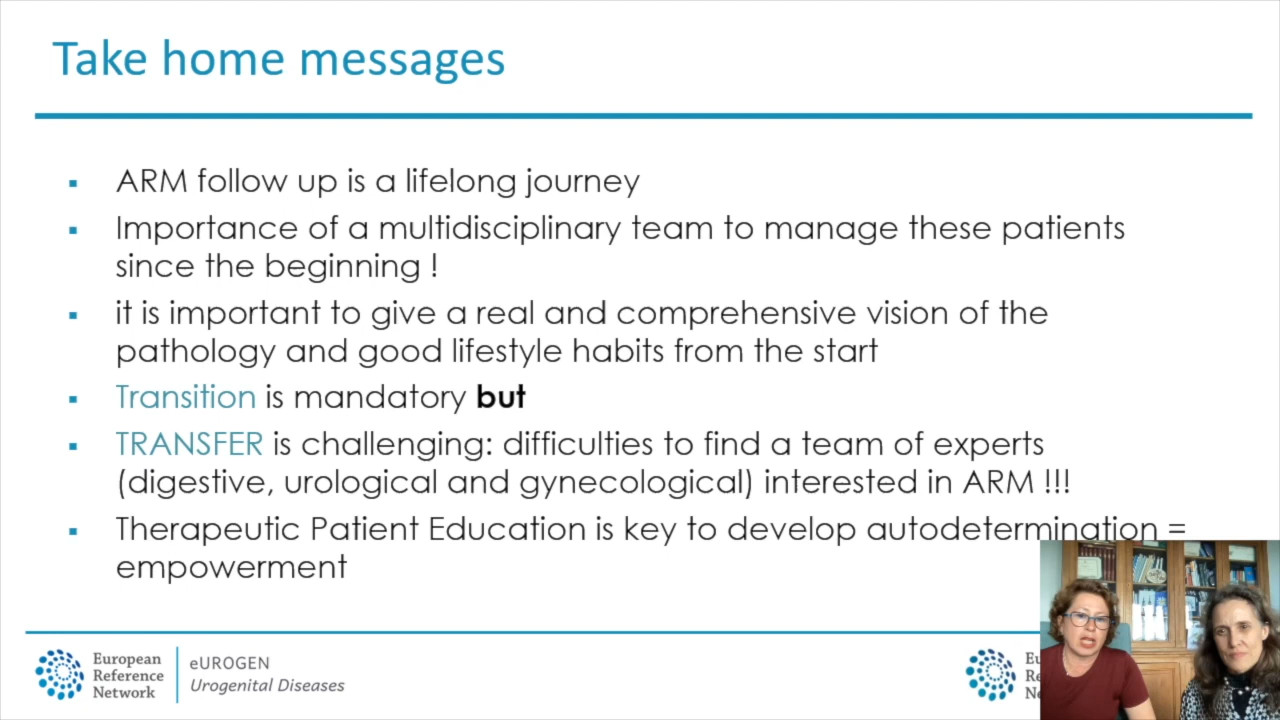 Take home messages
▪ ARM follow up is a lifelong journey
▪ Importance of a multidisciplinary team to manage these patients
since the beginning !
▪ it is important to give a real and comprehensive vision of the
pathology and good lifestyle habits from the start
▪ Transition is mandatory but
▪ TRANSFER is challenging: difficulties to find a team of experts
(digestive, urological and gynecological) interested in ARM !!!
▪ Therapeutic Patient Education is key to develop autodetermination =
empowerment
European
Reference
Network
eUROGEN
Urogenital Diseases